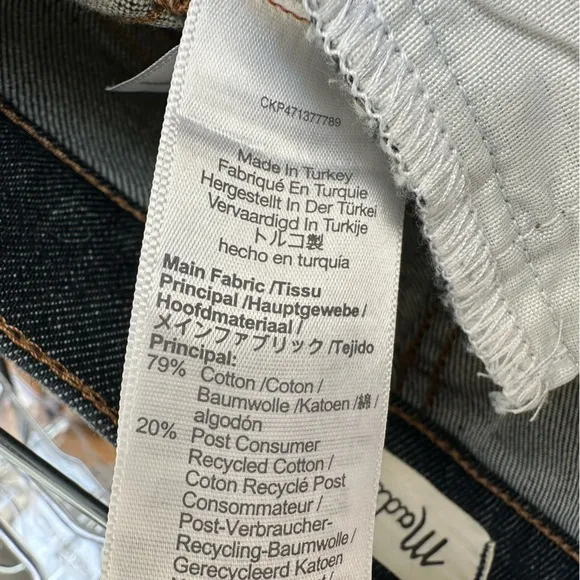 CKP471377789
Made In Turkey
Fabriqué En Turquie
Hergestellt In Der Türkei
Vervaardigd In Turkije
トルコ製
hecho en turquía
Main Fabric /Tissu
Principal /Hauptgewebe /
Hoofdmateriaal /
メインファブリック /Tejido
Principal:
79% Cotton /Coton /
Baumwolle /Katoen /綿 /
algodón
20% Post Consumer
Recycled Cotton /
Coton Recyclé Post
Consommateur /
Post-Verbraucher-
Recycling-Baumwolle /
Gerecycleerd Katoen